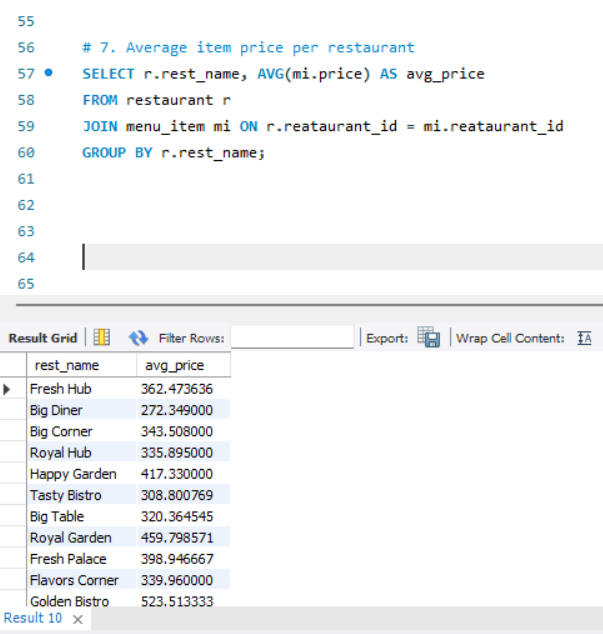 55
56 # 7. Average item price per restaurant
57 SELECT r.rest_name, AVG(mi.price) AS avg_price
58 FROM restaurant r
59 JOIN menu_item mi ON r.reataurant_id = mi.reataurant_id
60 GROUP BY r.rest_name;
61
62
63
64
65
Result Grid Filter Rows: Export: Wrap Cell Content: IA
rest_name avg_price
Fresh Hub 362.473636
Big Diner 272.349000
Big Corner 343.508000
Royal Hub 335.895000
Happy Garden 417.330000
Tasty Bistro 308.800769
Big Table 320.364545
Royal Garden 459.798571
Fresh Palace 398.946667
Flavors Corner 339.960000
Golden Bistro 523.513333
Result 10 ×